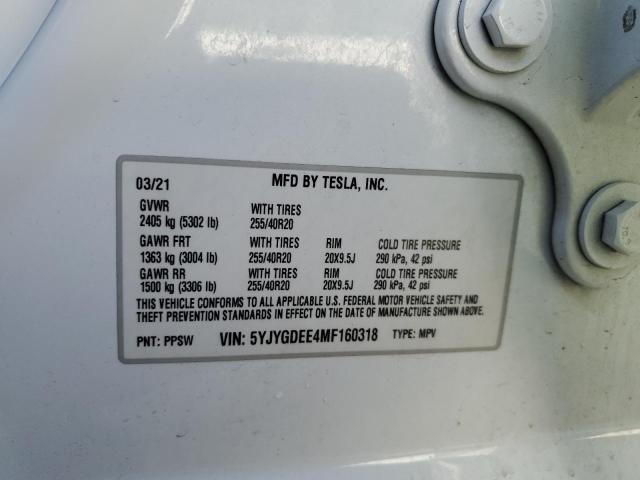 03/21 MFD BY TESLA, INC.
GVWR WITH TIRES
2405 kg (5302 lb) 255/40R20
GAWR FRT WITH TIRES RIM COLD TIRE PRESSURE
1363 kg (3004 lb) 255/40R20 20X9.5J 290 kPa, 42 psi
GAWR RR WITH TIRES RIM COLD TIRE PRESSURE
1500 kg (3306 lb) 255/40R20 20X9.5J 290 kPa, 42 psi
THIS VEHICLE CONFORMS TO ALL APPLICABLE U.S. FEDERAL MOTOR VEHICLE SAFETY AND
THEFT PREVENTION STANDARDS IN EFFECT ON THE DATE OF MANUFACTURE SHOWN ABOVE.
PNT: PPSW VIN: 5YJYGDEE4MF160318 TYPE: MPV